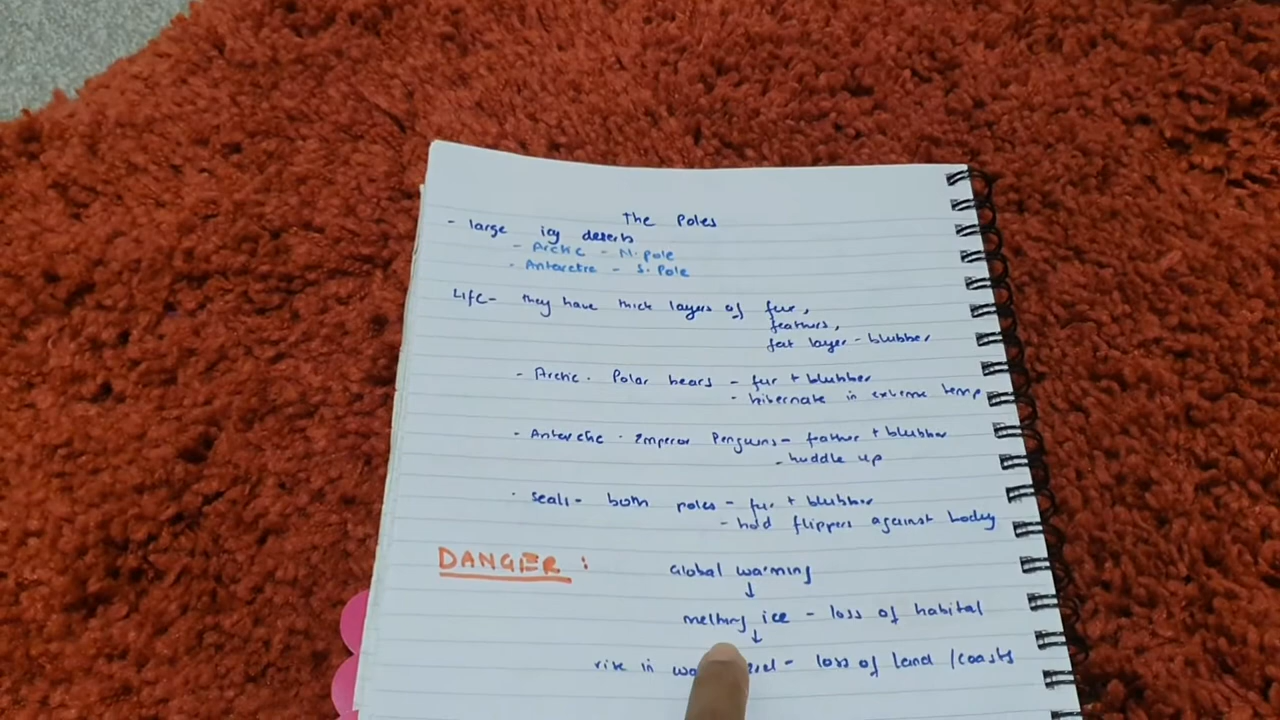 The Poles
- large icy deserts
- Arctic - N. pole
- Antarctic - S. Pole
Life - they have thick layers of fur,
feathers,
fat layer - blubber
- Arctic . Polar bears - fur + blubber
- hibernate in extreme temp
- Antarctic . Emperor Penguins - feather + blubber
- huddle up
. seals - both poles - fur + blubber
- hold flippers against body
DANGER :
Global warming
↓
melting ice - loss of habitat
↓
rise in - loss of land / coasts